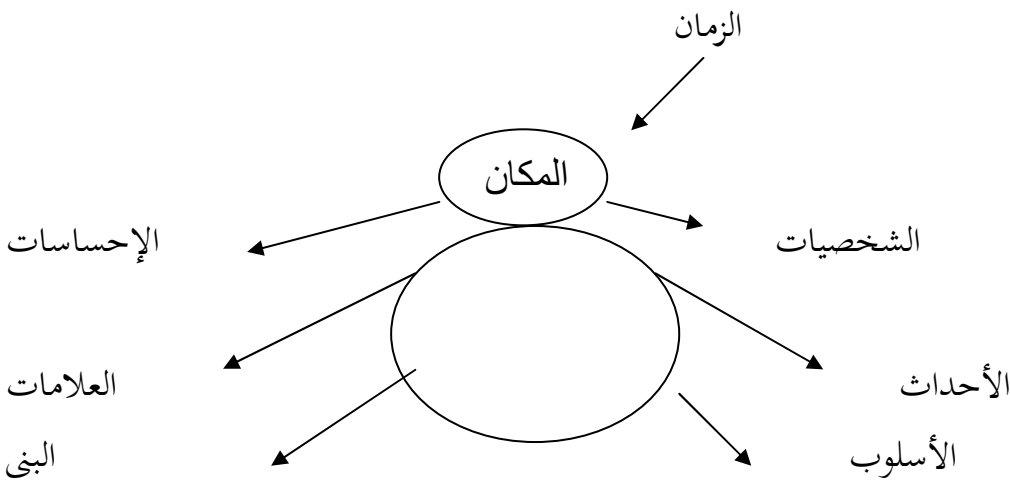 الزمان
المكان
الشخصيات
الإحساسات
الأحداث
العلامات
الأسلوب
البنى